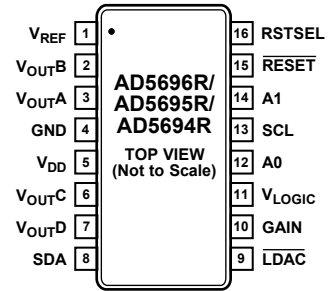 VREF 1
VOUTB 2
VOUTA 3
GND 4
VDD 5
VOUTC 6
VOUTD 7
SDA 8
AD5696R/
AD5695R/
AD5694R
TOP VIEW
(Not to Scale)
16 RSTSEL
15 RESET
14 A1
13 SCL
12 A0
11 VLOGIC
10 GAIN
9 LDAC